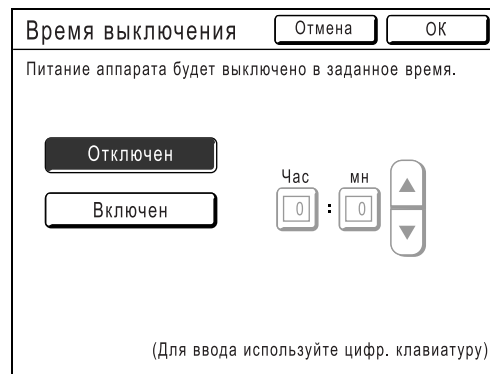 Время выключения Отмена ОК
Питание аппарата будет выключено в заданное время.
Отключен
Час мн
Включен
0 : 0
(Для ввода используйте цифр. клавиатуру)